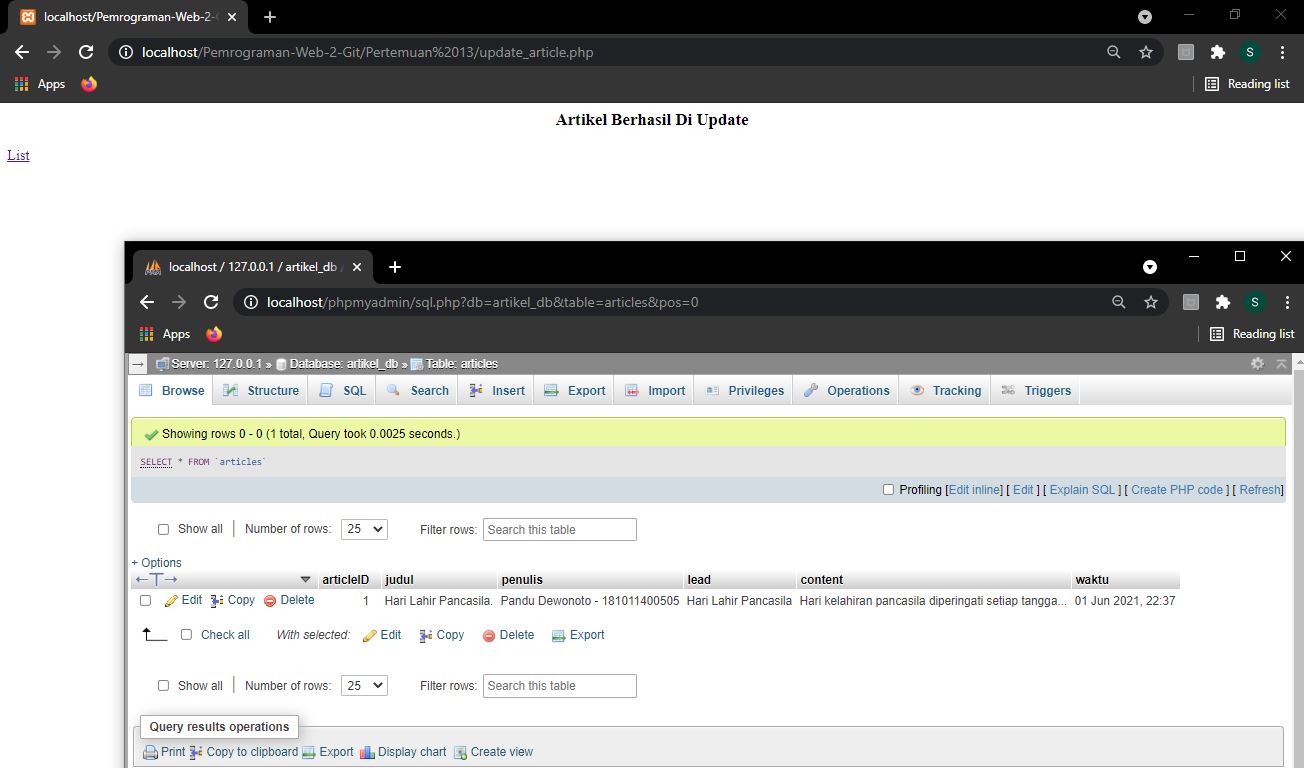 localhost/Pemrograman-Web-2-G
localhost/Pemrograman-Web-2-Git/Pertemuan%2013/update_article.php
S
Apps
Reading list
Artikel Berhasil Di Update
List
localhost / 127.0.0.1 / artikel_db /
localhost/phpmyadmin/sql.php?db=artikel_db&table=articles&pos=0
S
Apps
Reading list
Server: 127.0.0.1 » Database: artikel_db » Table: articles
Browse Structure SQL Search Insert Export Import Privileges Operations Tracking Triggers
Showing rows 0 - 0 (1 total, Query took 0.0025 seconds.)
SELECT * FROM `articles`
Profiling [Edit inline] [ Edit ] [ Explain SQL ] [ Create PHP code ] [ Refresh]
Show all Number of rows: 25 Filter rows: Search this table
+ Options
←T→ articleID judul penulis lead content waktu
Edit Copy Delete 1 Hari Lahir Pancasila. Pandu Dewonoto - 181011400505 Hari Lahir Pancasila Hari kelahiran pancasila diperingati setiap tangga... 01 Jun 2021, 22:37
Check all With selected: Edit Copy Delete Export
Show all Number of rows: 25 Filter rows: Search this table
Query results operations
Print Copy to clipboard Export Display chart Create view